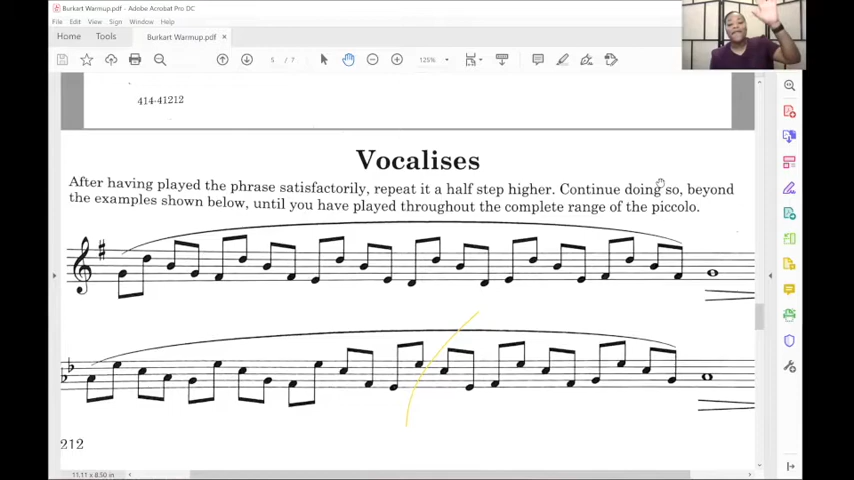 Burkart Warmup.pdf - Adobe Acrobat Pro DC
File Edit View Sign Window Help
Home Tools Burkart Warmup.pdf ×
5 / 7 125%
414-41212
Vocalises
After having played the phrase satisfactorily, repeat it a half step higher. Continue doing so, beyond
the examples shown below, until you have played throughout the complete range of the piccolo.
212
11.11 x 8.50 in